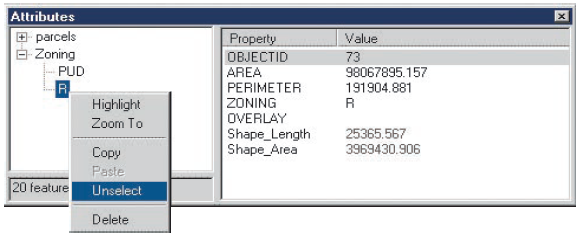 Attributes
parcels
Zoning
PUD
R
Highlight
Zoom To
Copy
Paste
Unselect
Delete
20 feature
Property Value
OBJECTID 73
AREA 98067895.157
PERIMETER 191904.881
ZONING R
OVERLAY
Shape_Length 25365.567
Shape_Area 3969430.906